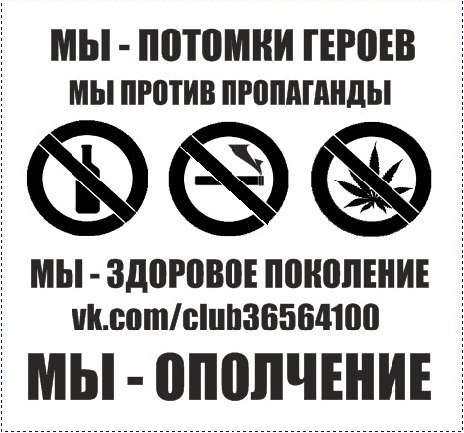 МЫ - ПОТОМКИ ГЕРОЕВ
МЫ ПРОТИВ ПРОПАГАНДЫ
МЫ - ЗДОРОВОЕ ПОКОЛЕНИЕ
vk.com/club36564100
МЫ - ОПОЛЧЕНИЕ